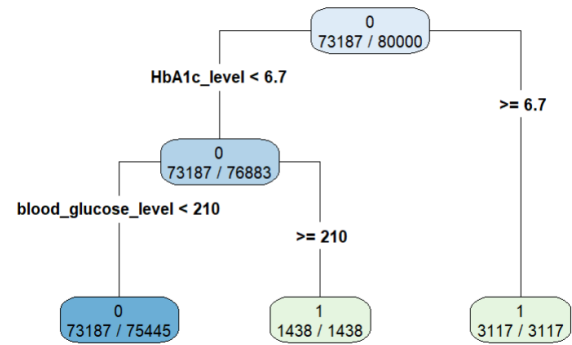 0
73187 / 80000
HbA1c_level < 6.7
>= 6.7
0
73187 / 76883
blood_glucose_level < 210
>= 210
0
73187 / 75445
1
1438 / 1438
1
3117 / 3117